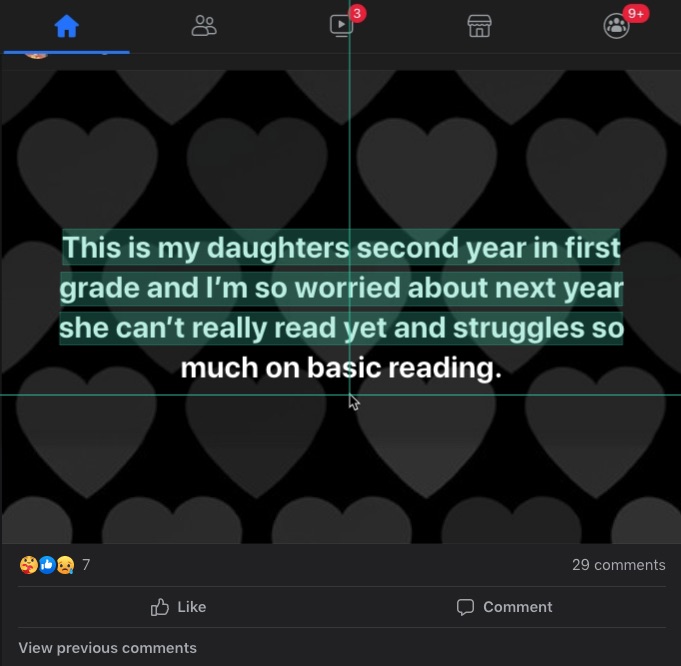 3
9+
This is my daughters second year in first
grade and I'm so worried about next year
she can't really read yet and struggles so
much on basic reading.
7
29 comments
Like
Comment
View previous comments